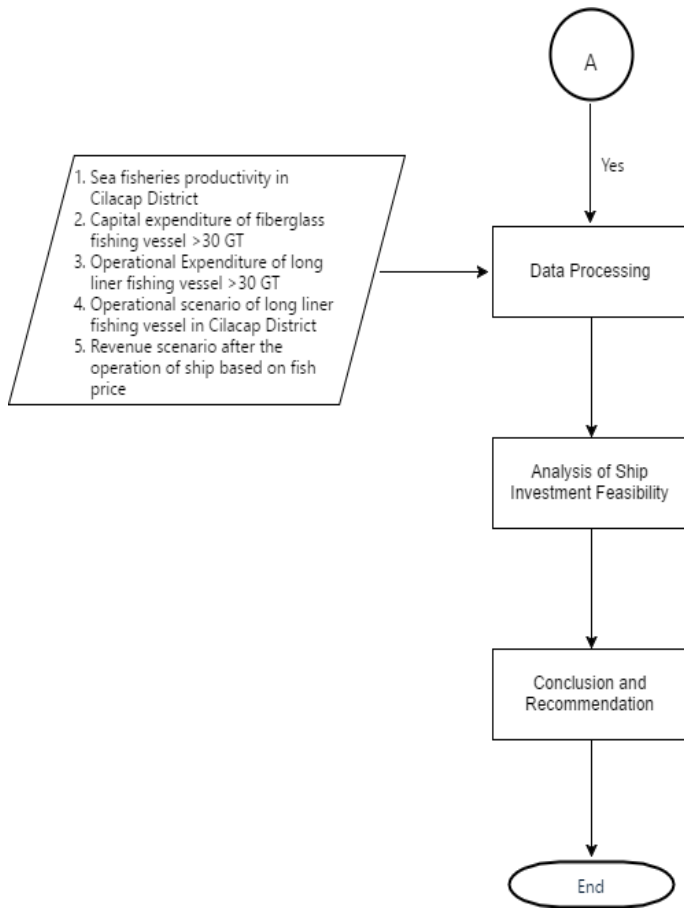 A
Yes
1. Sea fisheries productivity in
Cilacap District
2. Capital expenditure of fiberglass
fishing vessel >30 GT
3. Operational Expenditure of long
liner fishing vessel >30 GT
4. Operational scenario of long liner
fishing vessel in Cilacap District
5. Revenue scenario after the
operation of ship based on fish
price
Data Processing
Analysis of Ship
Investment Feasibility
Conclusion and
Recommendation
End